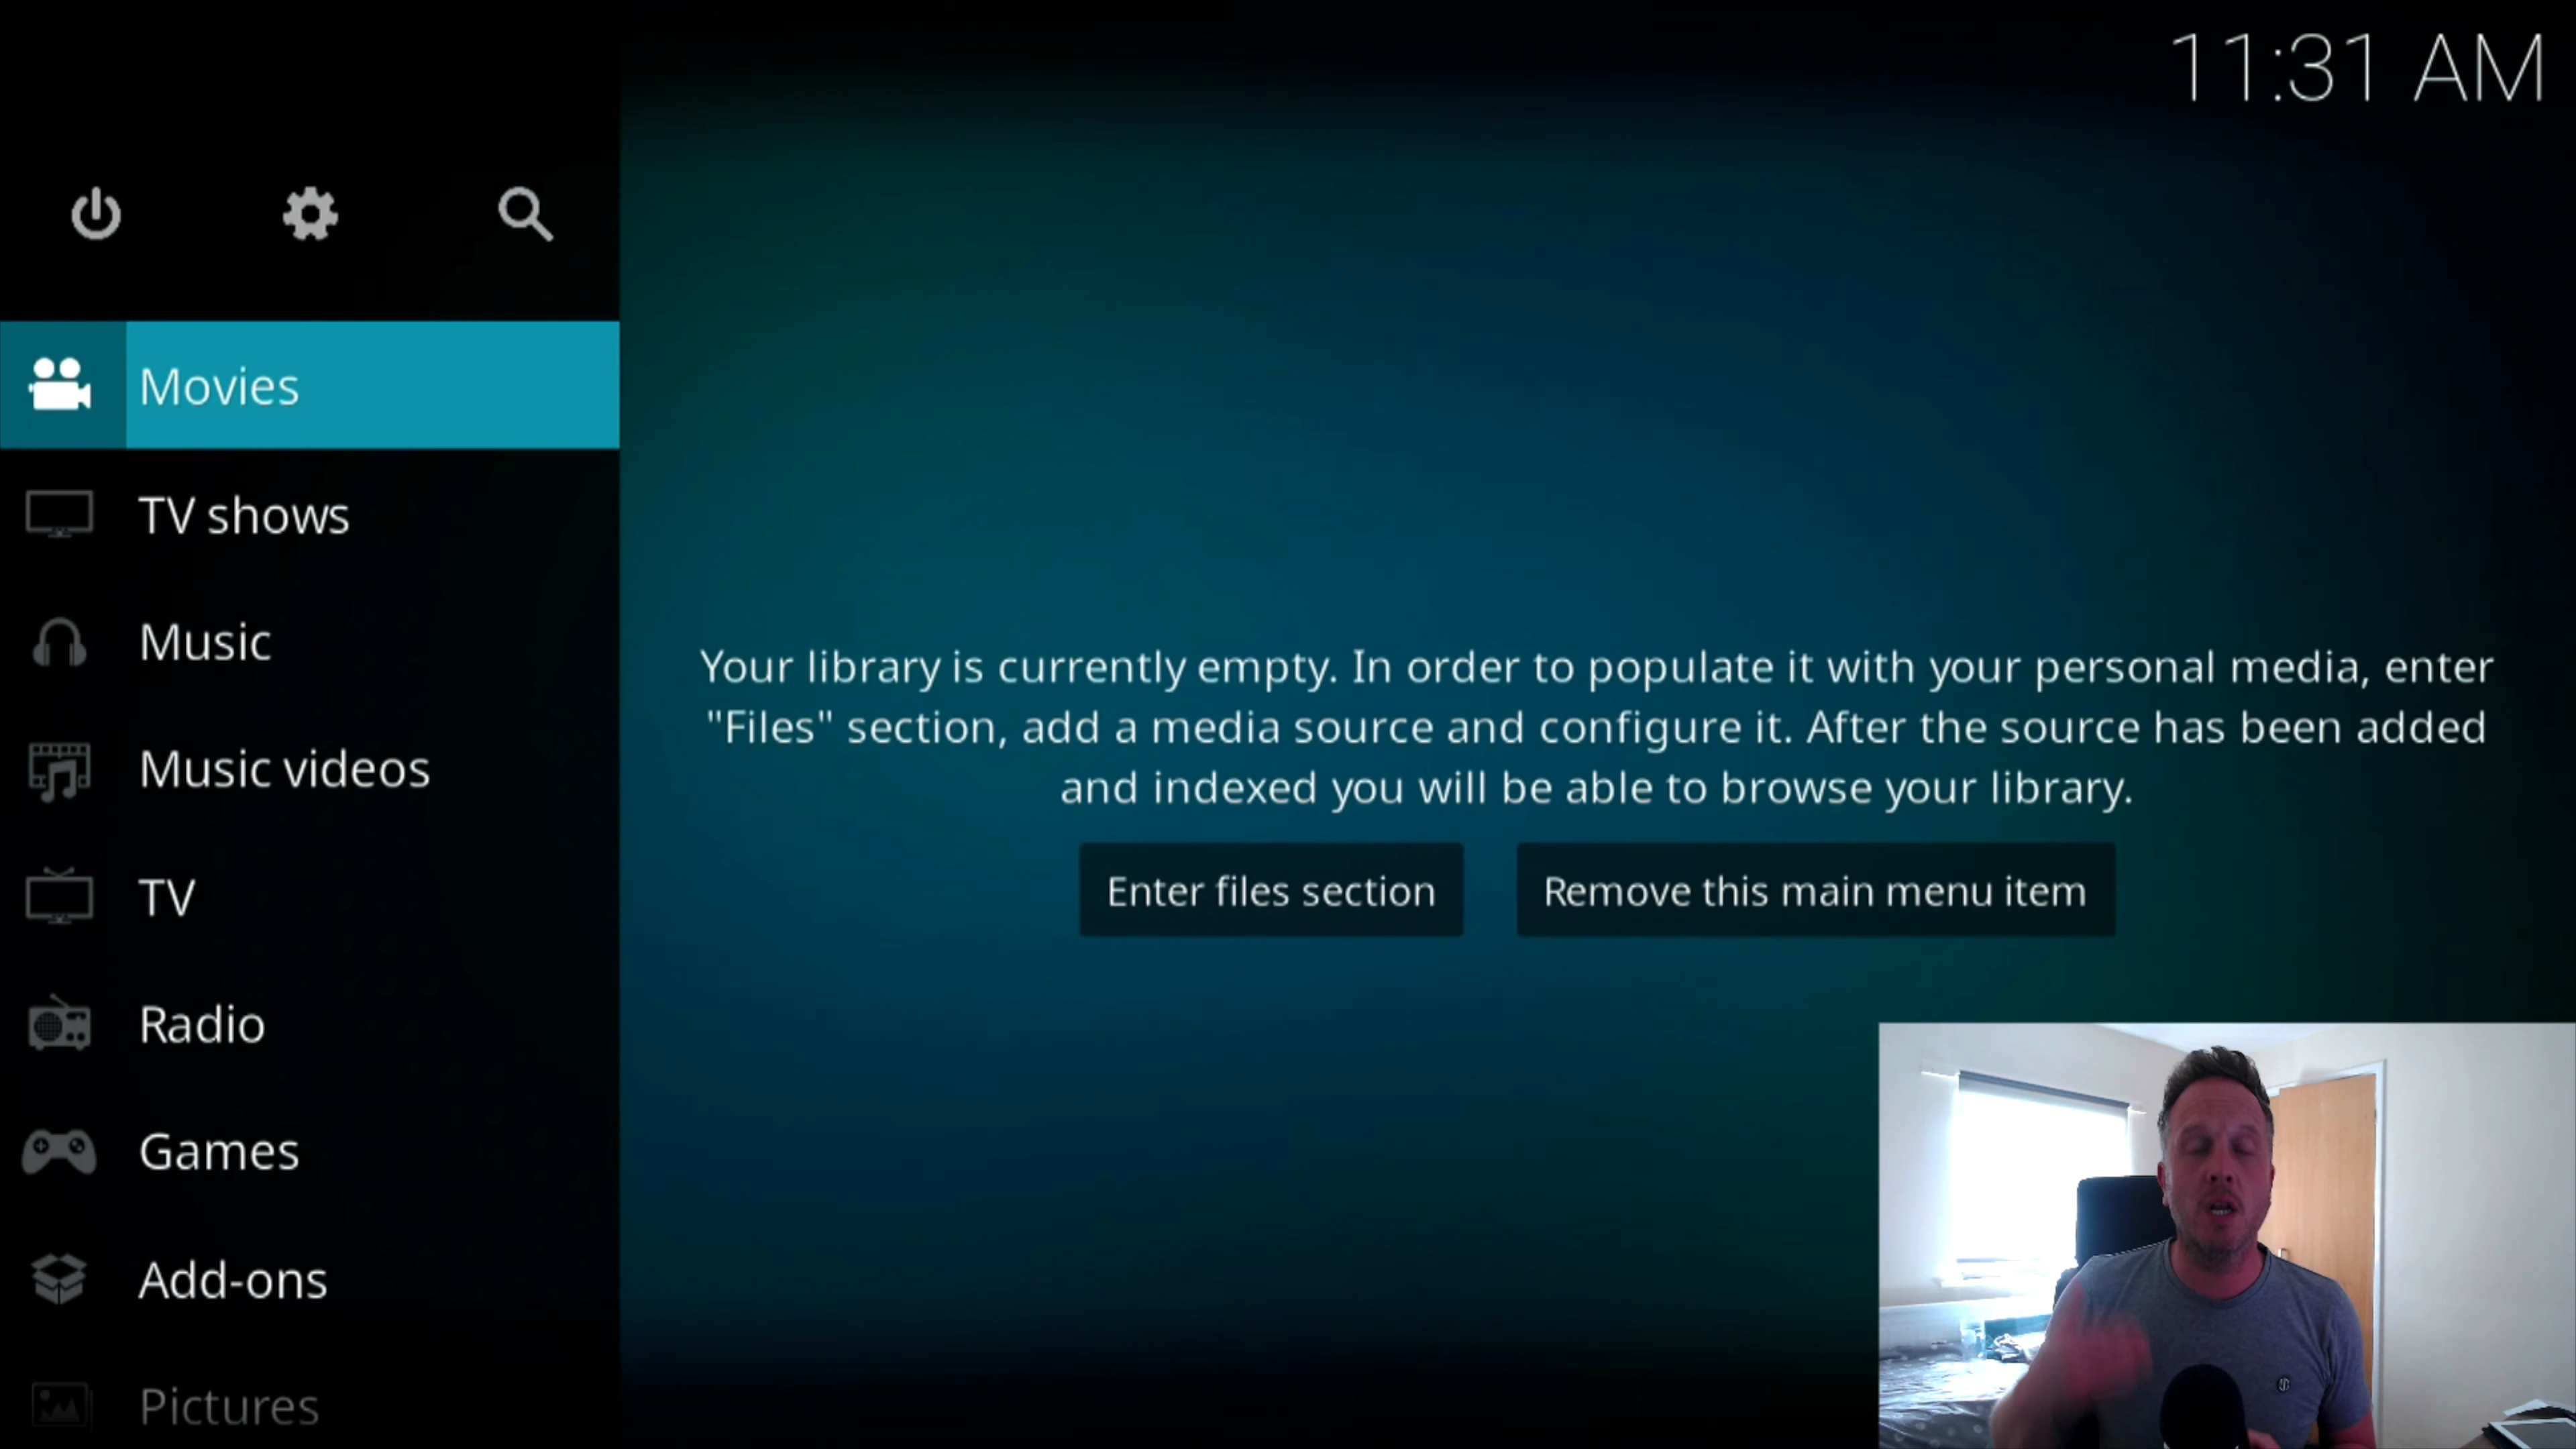 11:31 AM
Movies
TV shows
Music
Music videos
TV
Radio
Games
Add-ons
Pictures
Your library is currently empty. In order to populate it with your personal media, enter
"Files" section, add a media source and configure it. After the source has been added
and indexed you will be able to browse your library.
Enter files section
Remove this main menu item